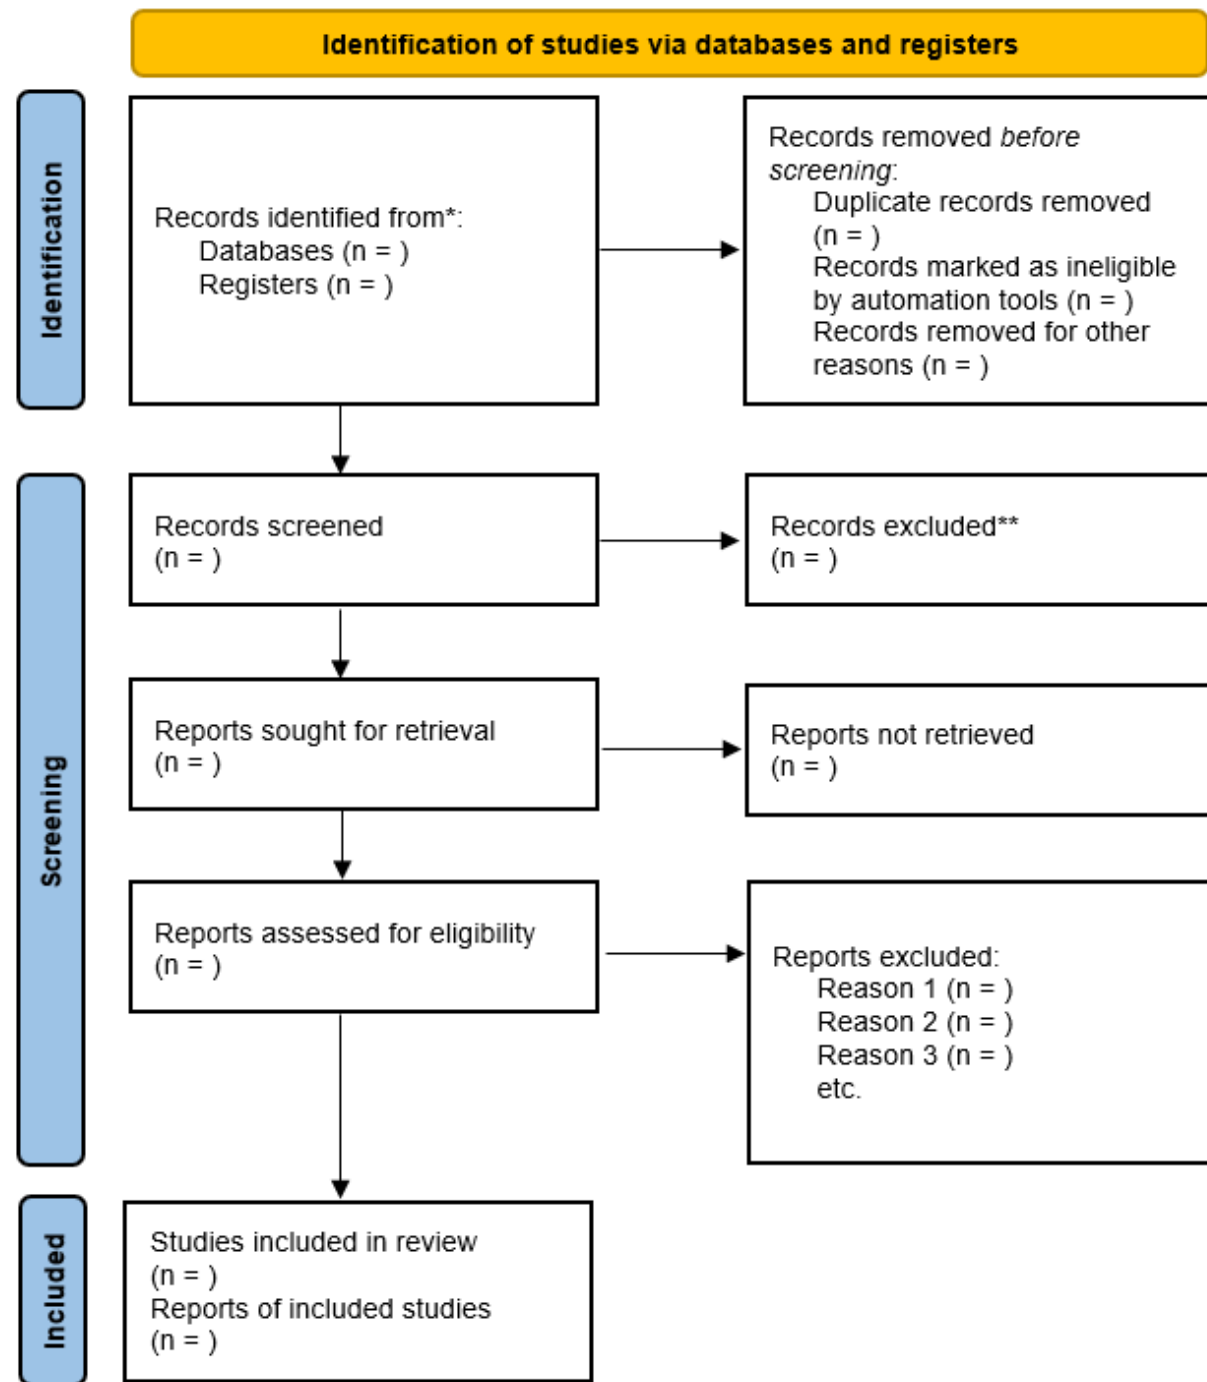 Identification of studies via databases and registers
Identification
Records identified from*:
Databases (n = )
Registers (n = )
Records removed before
screening:
Duplicate records removed
(n = )
Records marked as ineligible
by automation tools (n = )
Records removed for other
reasons (n = )
Screening
Records screened
(n = )
Records excluded**
(n = )
Reports sought for retrieval
(n = )
Reports not retrieved
(n = )
Reports assessed for eligibility
(n = )
Reports excluded:
Reason 1 (n = )
Reason 2 (n = )
Reason 3 (n = )
etc.
Included
Studies included in review
(n = )
Reports of included studies
(n = )